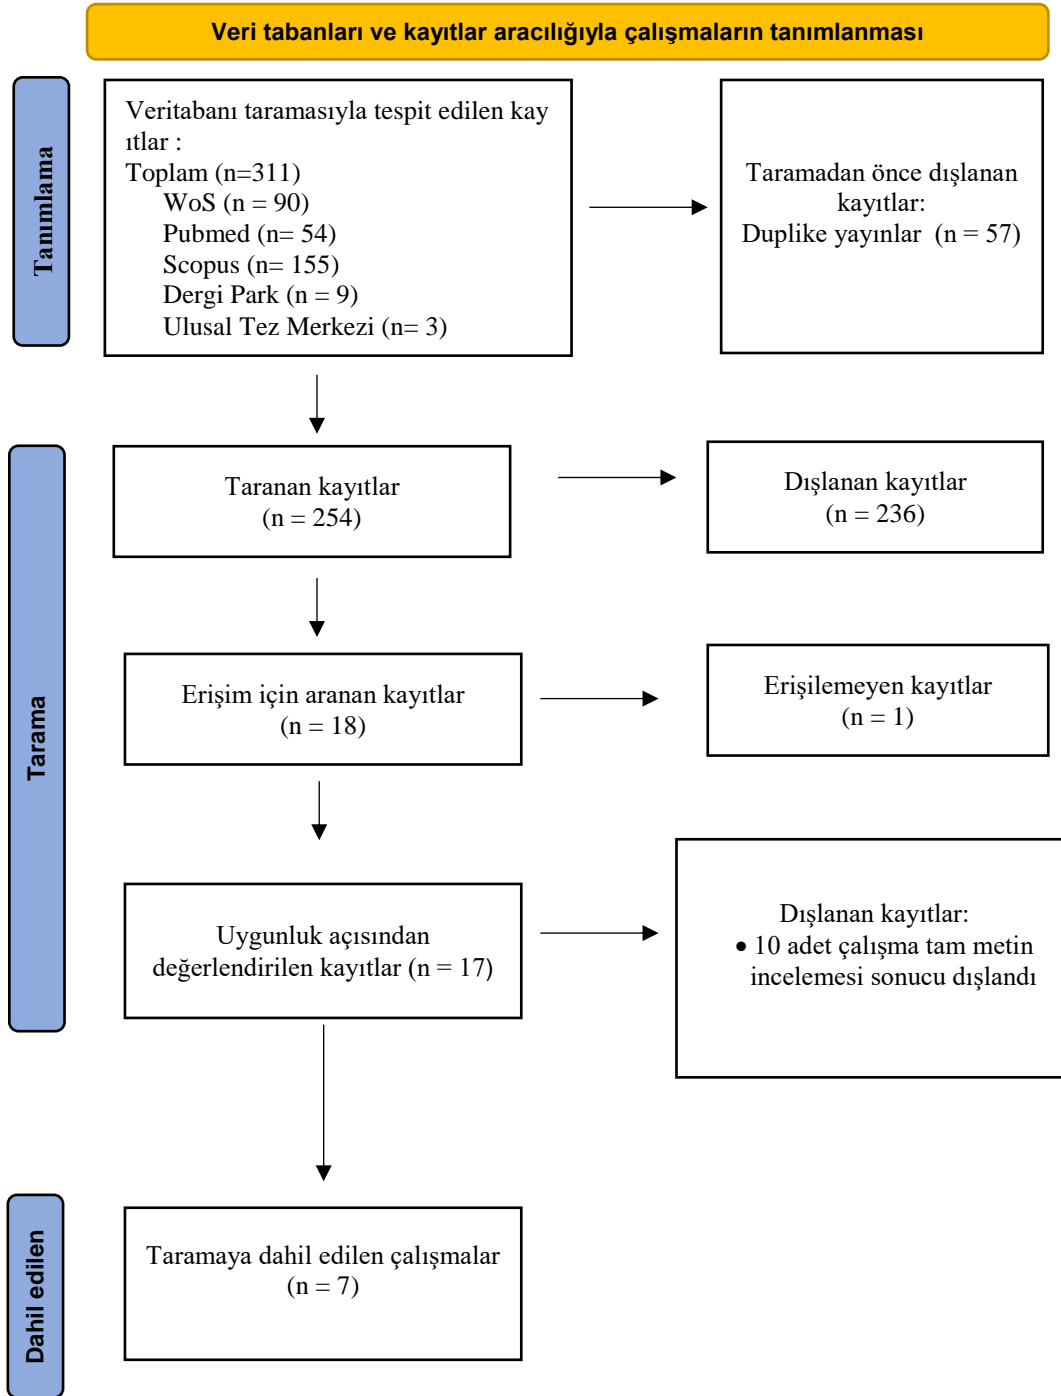 Veri tabanları ve kayıtlar aracılığıyla çalışmaların tanımlanması
Tanımlama
Veritabanı taramasıyla tespit edilen kay
ıtlar :
Toplam (n=311)
WoS (n = 90)
Pubmed (n= 54)
Scopus (n= 155)
Dergi Park (n = 9)
Ulusal Tez Merkezi (n= 3)
Taramadan önce dışlanan
kayıtlar:
Duplike yayınlar (n = 57)
Tarama
Taranan kayıtlar
(n = 254)
Dışlanan kayıtlar
(n = 236)
Erişim için aranan kayıtlar
(n = 18)
Erişilemeyen kayıtlar
(n = 1)
Uygunluk açısından
değerlendirilen kayıtlar (n = 17)
Dışlanan kayıtlar:
• 10 adet çalışma tam metin
incelemesi sonucu dışlandı
Dahil edilen
Taramaya dahil edilen çalışmalar
(n = 7)